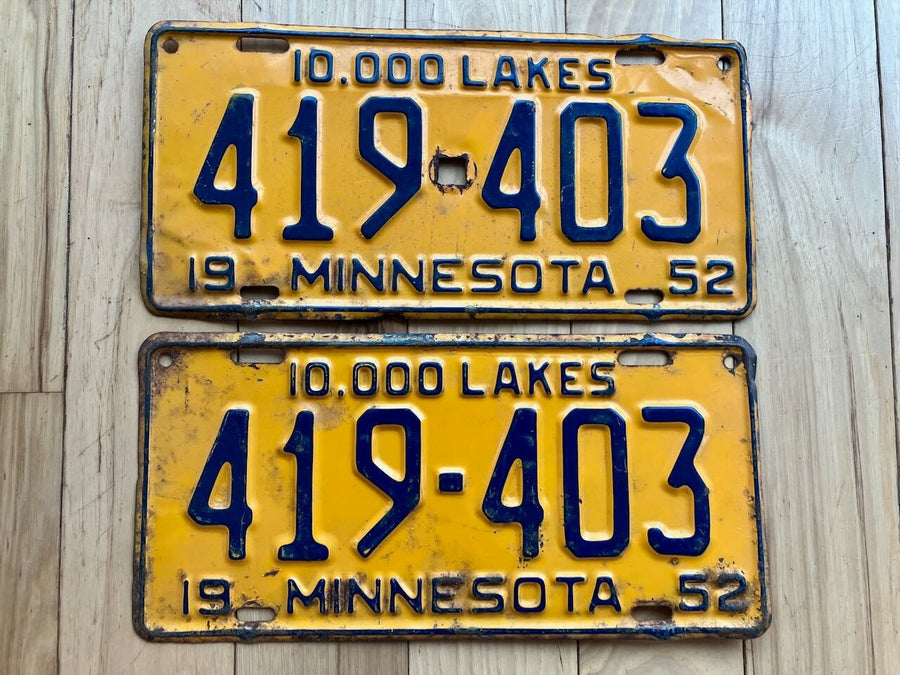 10,000 LAKES
419 403
19 MINNESOTA 52
10,000 LAKES
419-403
19 MINNESOTA 52